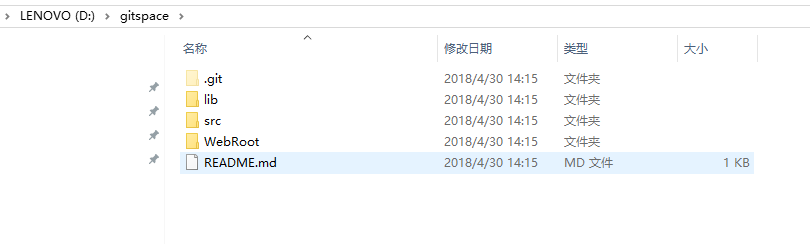 LENOVO (D:) gitspace
名称 修改日期 类型 大小
.git 2018/4/30 14:15 文件夹
lib 2018/4/30 14:15 文件夹
src 2018/4/30 14:15 文件夹
WebRoot 2018/4/30 14:15 文件夹
README.md 2018/4/30 14:15 MD 文件 1 KB